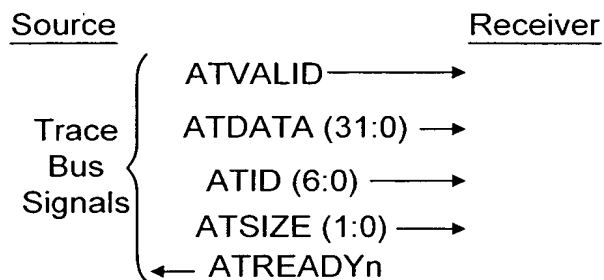 Source Receiver
ATVALID
Trace Bus Signals
ATDATA (31:0)
ATID (6:0)
ATSIZE (1:0)
ATREADYn